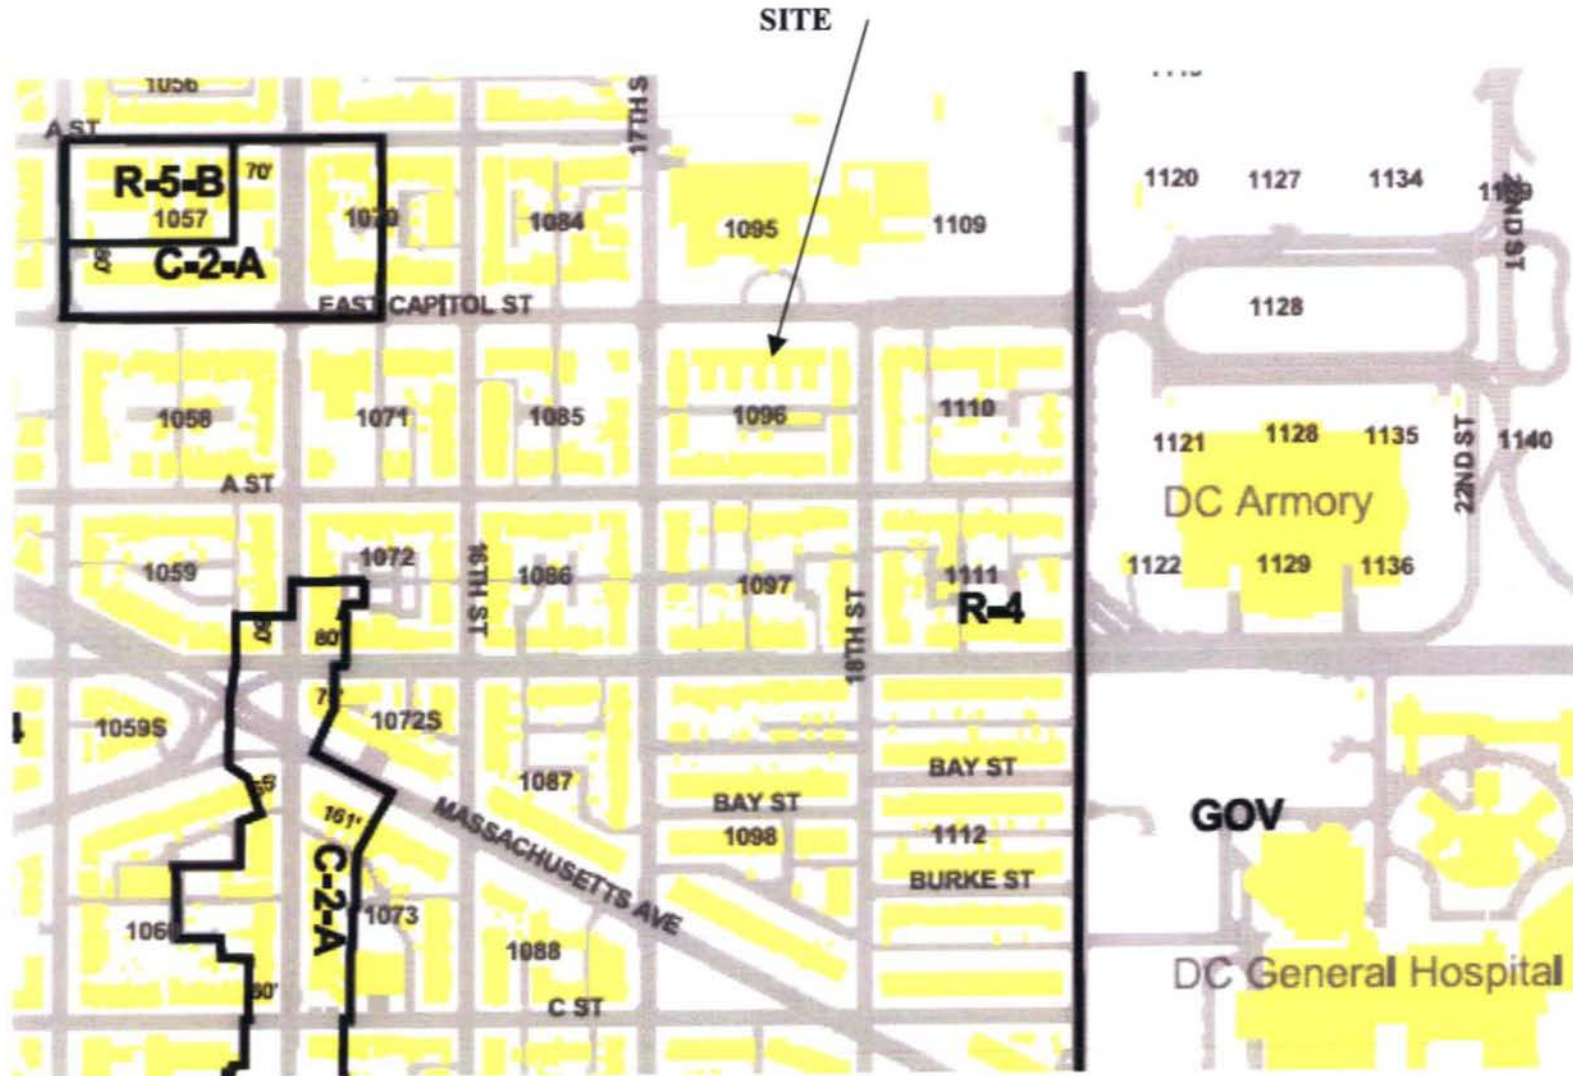 SITE
1056
17TH S
A ST
R-5-B
70'
1120
1127
1134
1057
1070
1084
1095
1109
22ND ST
80'
C-2-A
EAST CAPITOL ST
1128
1058
1071
1085
1096
1110
1121
1128
1135
1140
A ST
22ND ST
DC Armory
1059
1072
16TH ST
1086
1097
1111
1122
1129
1136
R-4
80'
80'
18TH ST
1059S
1072S
1087
BAY ST
BAY ST
161'
MASSACHUSETTS AVE
1098
1112
GOV
C-2-A
BURKE ST
1073
1088
DC General Hospital
C ST